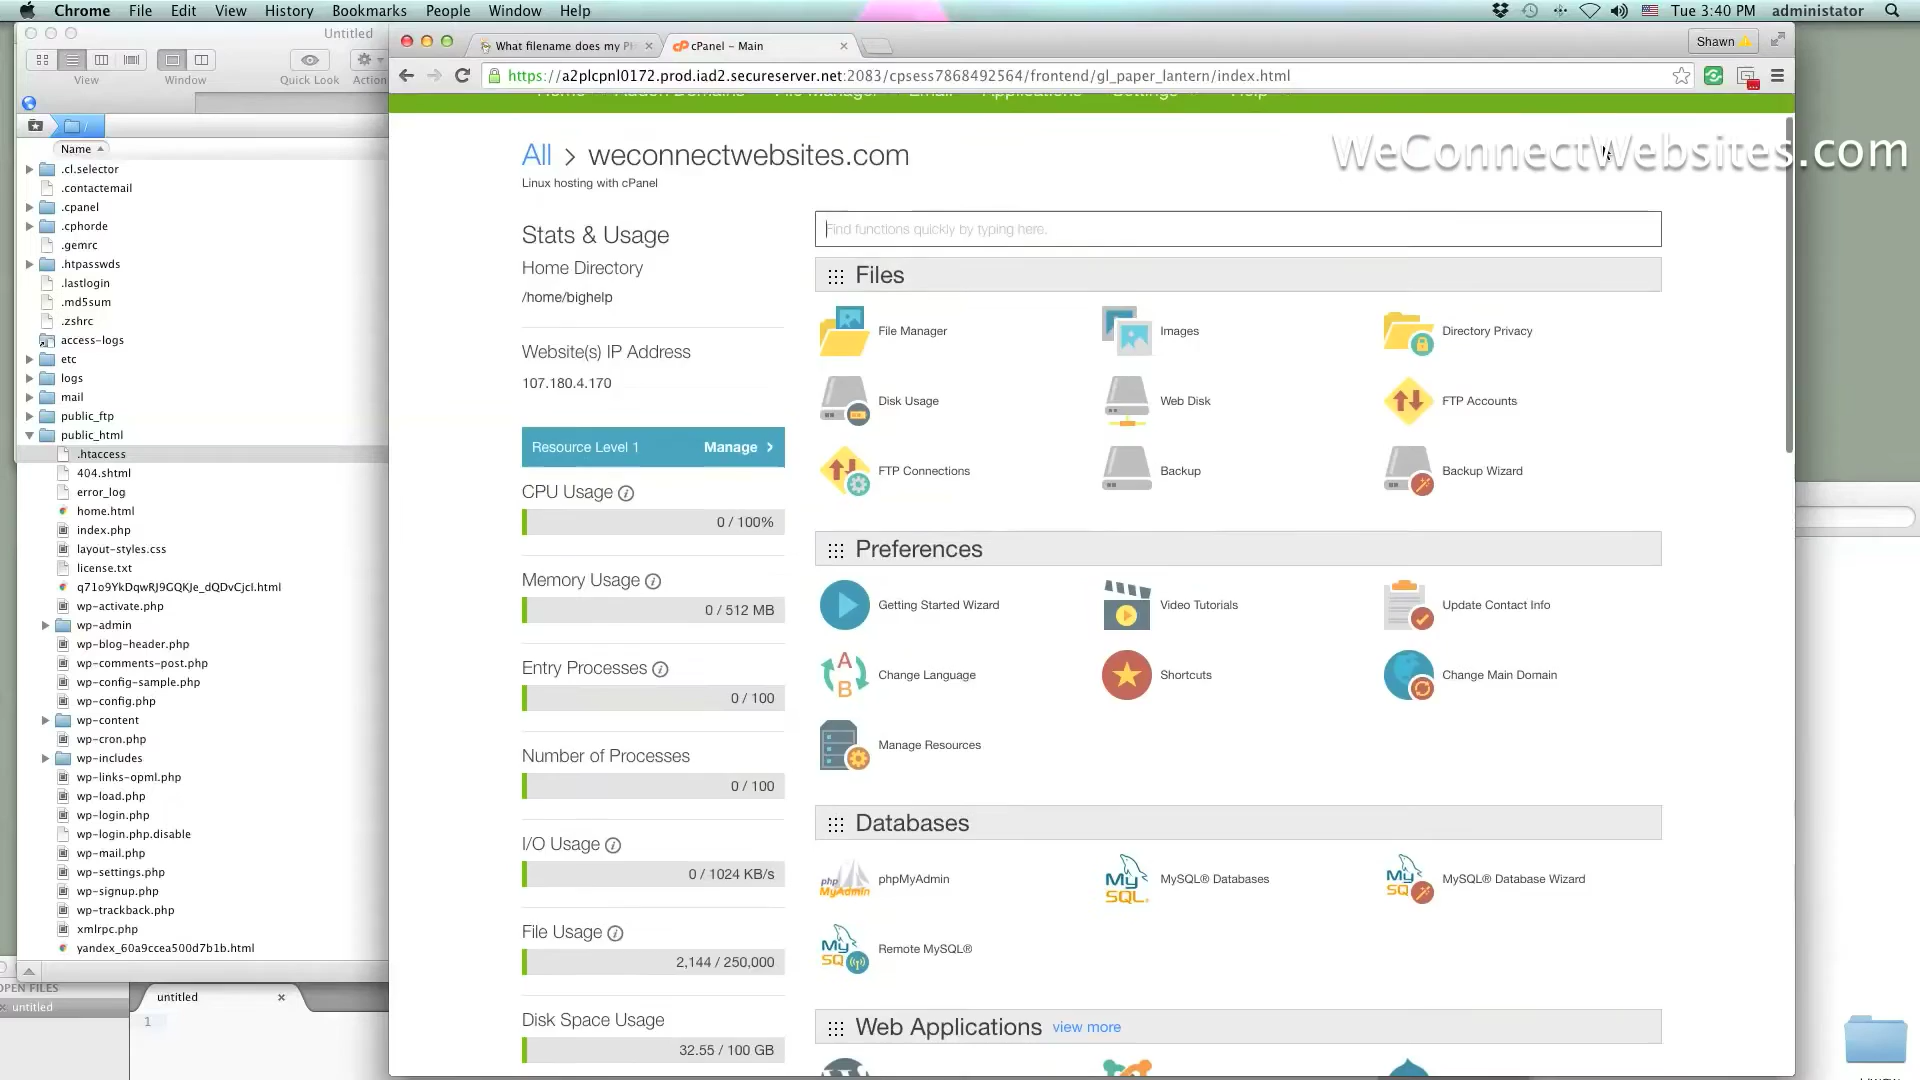 Chrome File Edit View History Bookmarks People Window Help
Tue 3:40 PM administator
Untitled
View Window Quick Look Action
Name
.cl.selector
.contactemail
.cpanel
.cphorde
.gemrc
.htpasswds
.lastlogin
.md5sum
.zshrc
access-logs
etc
logs
mail
public_ftp
public_html
.htaccess
404.shtml
error_log
home.html
index.php
layout-styles.css
license.txt
q71o9YkDqwRJ9GQKJe_dQDvCjcI.html
wp-activate.php
wp-admin
wp-blog-header.php
wp-comments-post.php
wp-config-sample.php
wp-config.php
wp-content
wp-cron.php
wp-includes
wp-links-opml.php
wp-load.php
wp-login.php
wp-login.php.disable
wp-mail.php
wp-settings.php
wp-signup.php
wp-trackback.php
xmlrpc.php
yandex_60a9ccea500d7b1b.html
OPEN FILES
untitled
untitled
1
What filename does my PH
cPanel - Main
Shawn
https://a2plcpnl0172.prod.iad2.secureserver.net:2083/cpsess7868492564/frontend/gl_paper_lantern/index.html
Home Addon Domains File Manager Email Applications Settings Help
WeConnectWebsites.com
All > weconnectwebsites.com
Linux hosting with cPanel
Stats & Usage
Home Directory
/home/bighelp
Website(s) IP Address
107.180.4.170
Resource Level 1 Manage >
CPU Usage
0 / 100%
Memory Usage
0 / 512 MB
Entry Processes
0 / 100
Number of Processes
0 / 100
I/O Usage
0 / 1024 KB/s
File Usage
2,144 / 250,000
Disk Space Usage
32.55 / 100 GB
Find functions quickly by typing here.
Files
File Manager
Images
Directory Privacy
Disk Usage
Web Disk
FTP Accounts
FTP Connections
Backup
Backup Wizard
Preferences
Getting Started Wizard
Video Tutorials
Update Contact Info
Change Language
Shortcuts
Change Main Domain
Manage Resources
Databases
phpMyAdmin
MySQL® Databases
MySQL® Database Wizard
Remote MySQL®
Web Applications view more